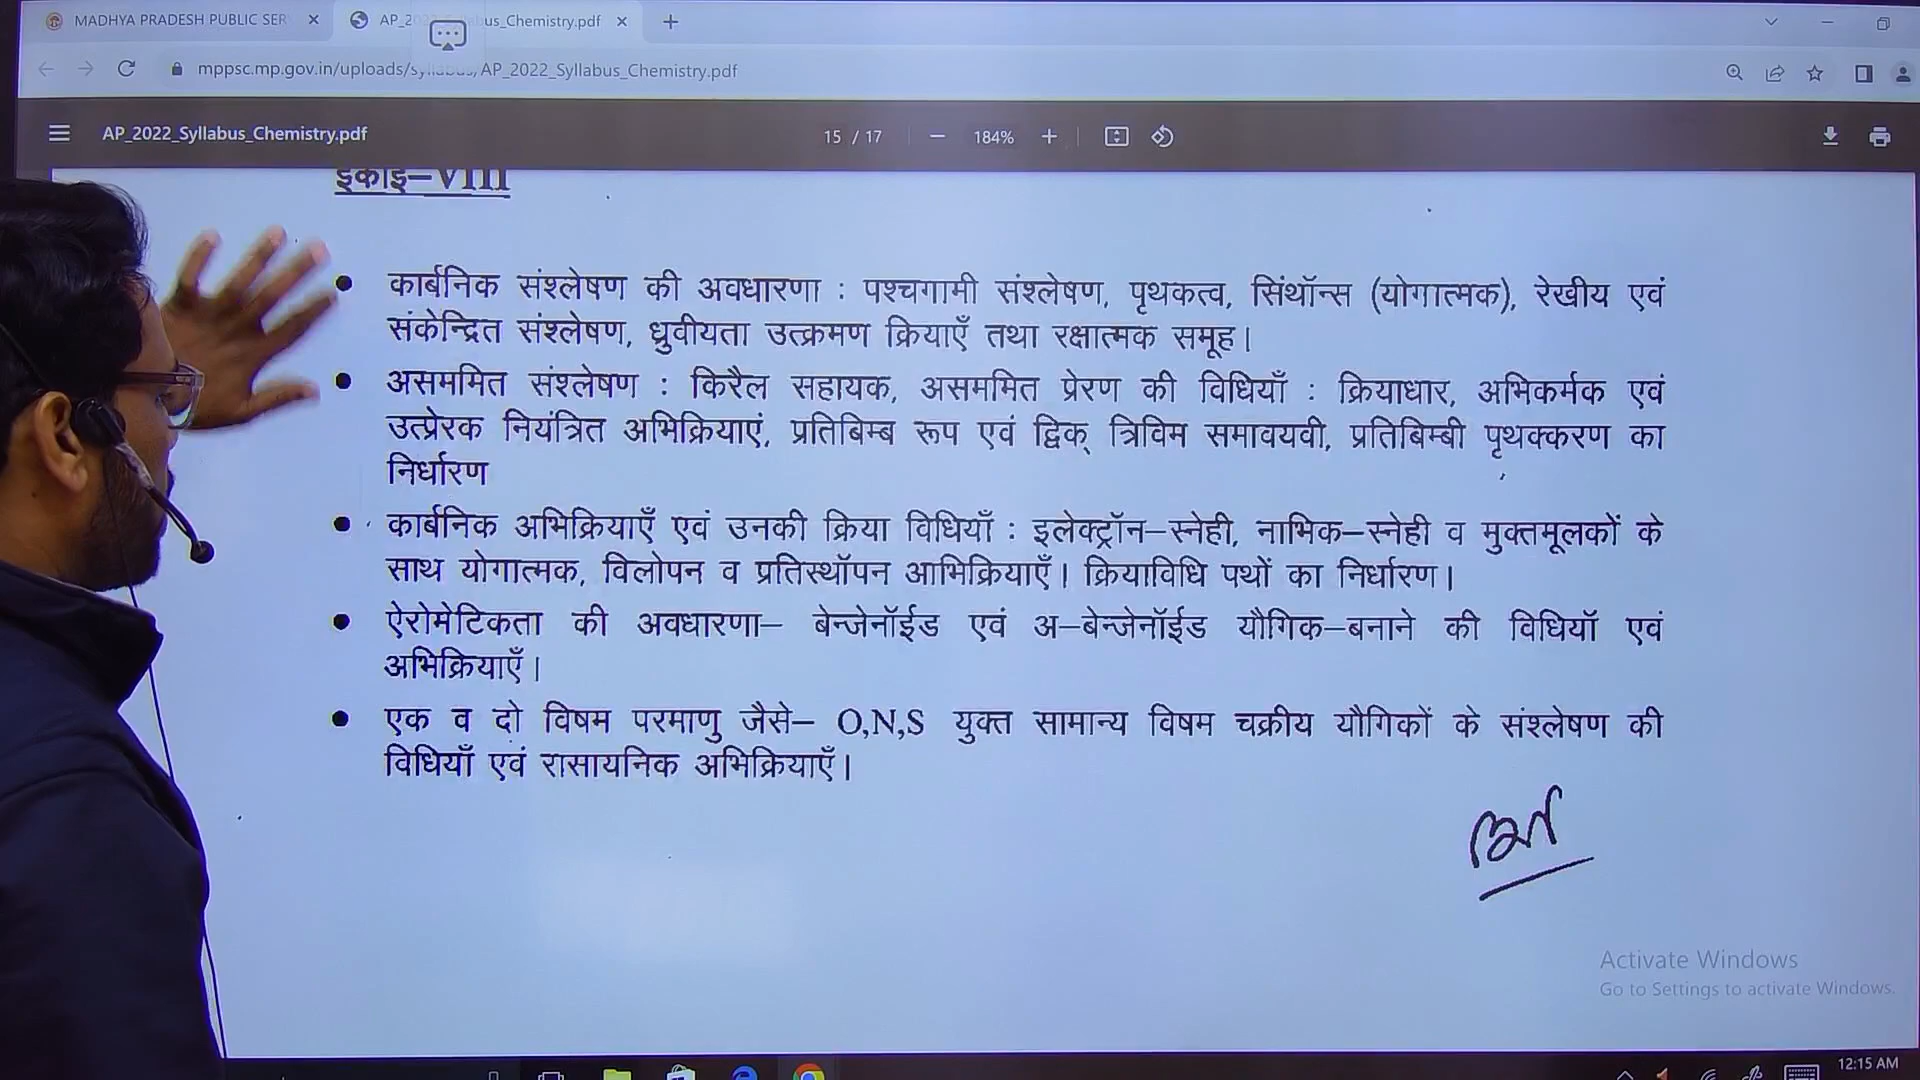 MADHYA PRADESH PUBLIC SER
AP_2 us_Chemistry.pdf
mppsc.mp.gov.in/uploads/syllabus/AP_2022_Syllabus_Chemistry.pdf
AP_2022_Syllabus_Chemistry.pdf
15 / 17
184%
इकाई–VIII
• कार्बनिक संश्लेषण की अवधारणा : पश्चगामी संश्लेषण, पृथकत्व, सिंथॉन्स (योगात्मक), रेखीय एवं
संकेन्द्रित संश्लेषण, ध्रुवीयता उत्क्रमण क्रियाएँ तथा रक्षात्मक समूह।
• असममित संश्लेषण : किरैल सहायक, असममित प्रेरण की विधियाँ : क्रियाधार, अभिकर्मक एवं
उत्प्रेरक नियंत्रित अभिक्रियाएं, प्रतिबिम्ब रूप एवं द्विक् त्रिविम समावयवी, प्रतिबिम्बी पृथक्करण का
निर्धारण
• कार्बनिक अभिक्रियाएँ एवं उनकी क्रिया विधियाँ : इलेक्ट्रॉन–स्नेही, नाभिक–स्नेही व मुक्तमूलकों के
साथ योगात्मक, विलोपन व प्रतिस्थॉपन आभिक्रियाएँ। क्रियाविधि पथों का निर्धारण।
• ऐरोमेटिकता की अवधारणा– बेन्जेनॉईड एवं अ–बेन्जेनॉईड यौगिक–बनाने की विधियॉ एवं
अभिक्रियाएँ।
• एक व दो विषम परमाणु जैसे– O,N,S युक्त सामान्य विषम चक्रीय यौगिकों के संश्लेषण की
विधियाँ एवं रासायनिक अभिक्रियाएँ।
Activate Windows
Go to Settings to activate Windows.
12:15 AM